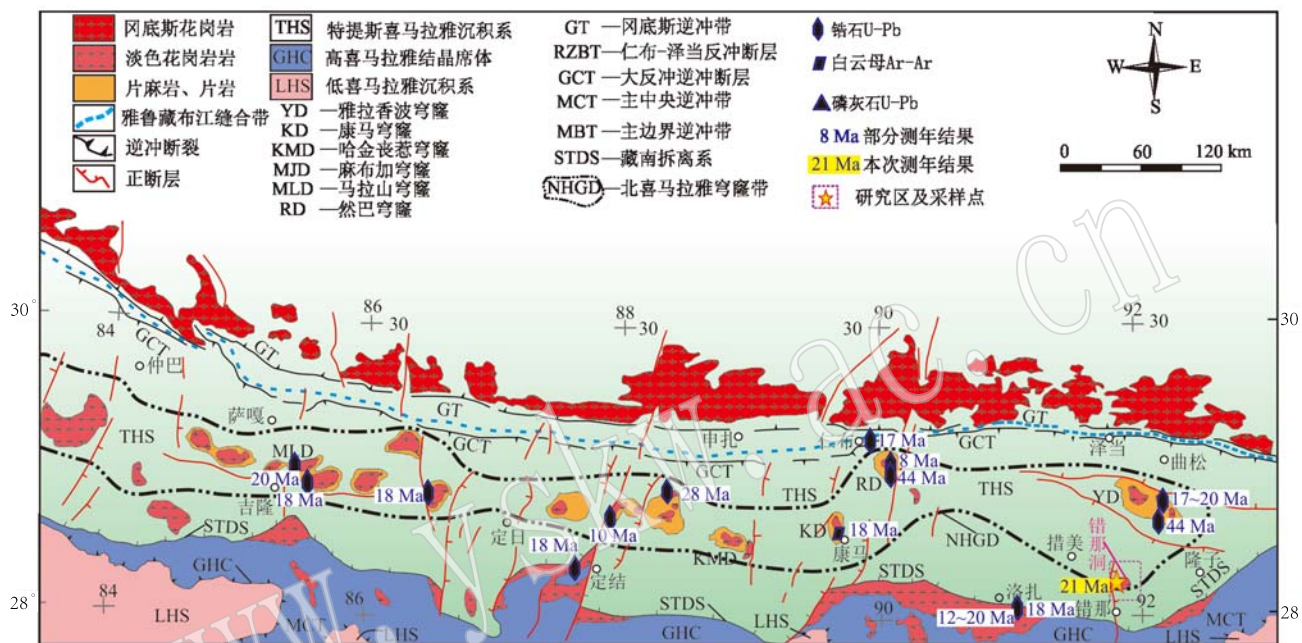 冈底斯花岗岩
淡色花岗岩岩
片麻岩、片岩
雅鲁藏布江缝合带
逆冲断裂
正断层
THS 特提斯喜马拉雅沉积系
GHC 高喜马拉雅结晶席体
LHS 低喜马拉雅沉积系
YD —雅拉香波穹窿
KD —康马穹窿
KMD —哈金丧惹穹窿
MJD —麻布加穹窿
MLD —马拉山穹窿
RD —然巴穹窿
GT —冈底斯逆冲带
RZBT —仁布-泽当反冲断层
GCT —大反冲逆冲断层
MCT —主中央逆冲带
MBT —主边界逆冲带
STDS —藏南拆离系
NHGD —北喜马拉雅穹窿带
锆石U-Pb
白云母Ar-Ar
磷灰石U-Pb
8 Ma 部分测年结果
21 Ma 本次测年结果
研究区及采样点
N
W E
S
0 60 120 km
30° 84 86 30 88 30 30 90 92 30 30
GCT GT
仲巴
萨嘎 GT 申扎 仁布 17 Ma GCT GT 泽当
THS MLD GCT GCT 8 Ma 曲松
20 Ma 18 Ma 18 Ma 28 Ma THS RD 44 Ma THS YD 17~20 Ma
吉隆 10 Ma KD 18 Ma 44 Ma
STDS 定日 KMD 康马 NHGD 措美 错那洞 隆子
GHC 18 Ma 定结 STDS 21 Ma STDS
28° 84 86 STDS 洛扎 18 Ma 错那 92 28
LHS MCT LHS GHC LHS 90 12~20 Ma GHC MCT LHS
www.yskw.ac.cn